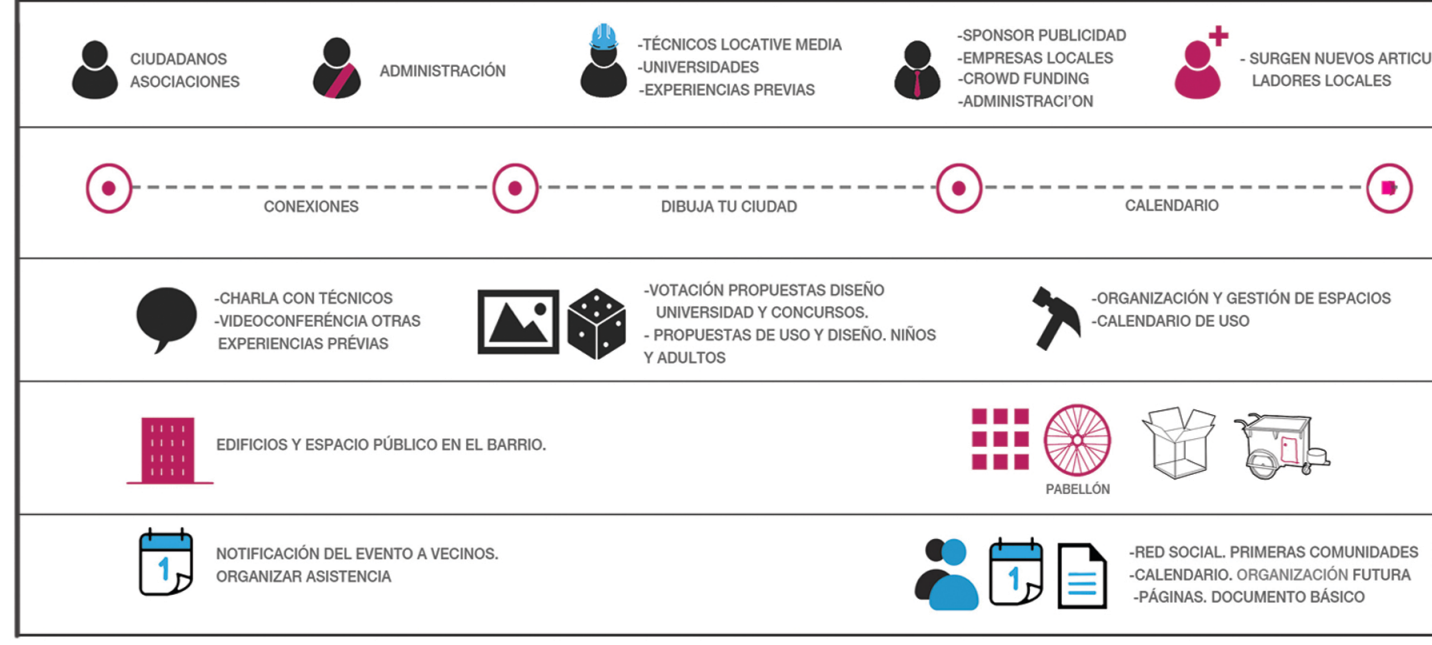 CIUDADANOS
ASOCIACIONES
ADMINISTRACIÓN
-TÉCNICOS LOCATIVE MEDIA
-UNIVERSIDADES
-EXPERIENCIAS PREVIAS
-SPONSOR PUBLICIDAD
-EMPRESAS LOCALES
-CROWD FUNDING
-ADMINISTRACI'ON
- SURGEN NUEVOS ARTICU
LADORES LOCALES
CONEXIONES
DIBUJA TU CIUDAD
CALENDARIO
-CHARLA CON TÉCNICOS
-VIDEOCONFERÉNCIA OTRAS
EXPERIENCIAS PRÉVIAS
-VOTACIÓN PROPUESTAS DISEÑO
UNIVERSIDAD Y CONCURSOS.
- PROPUESTAS DE USO Y DISEÑO. NIÑOS
Y ADULTOS
-ORGANIZACIÓN Y GESTIÓN DE ESPACIOS
-CALENDARIO DE USO
EDIFICIOS Y ESPACIO PÚBLICO EN EL BARRIO.
PABELLÓN
1
NOTIFICACIÓN DEL EVENTO A VECINOS.
ORGANIZAR ASISTENCIA
1
-RED SOCIAL. PRIMERAS COMUNIDADES
-CALENDARIO. ORGANIZACIÓN FUTURA
-PÁGINAS. DOCUMENTO BÁSICO